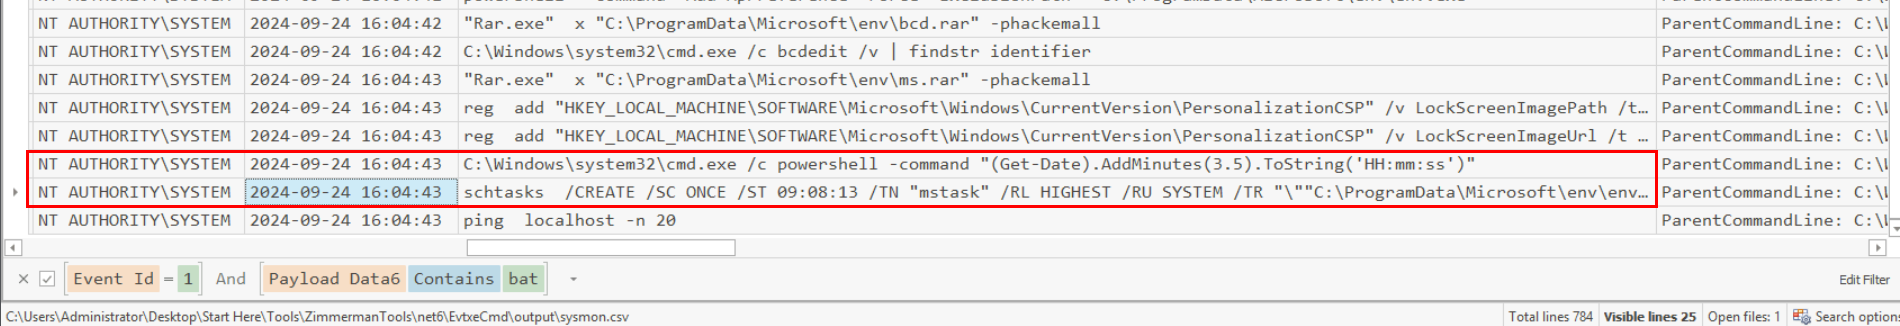 NT AUTHORITY\SYSTEM 2024-09-24 16:04:42 "Rar.exe" x "C:\ProgramData\Microsoft\env\bcd.rar" -phackemall ParentCommandLine: C:\
NT AUTHORITY\SYSTEM 2024-09-24 16:04:42 C:\Windows\system32\cmd.exe /c bcdedit /v | findstr identifier ParentCommandLine: C:\
NT AUTHORITY\SYSTEM 2024-09-24 16:04:43 "Rar.exe" x "C:\ProgramData\Microsoft\env\ms.rar" -phackemall ParentCommandLine: C:\
NT AUTHORITY\SYSTEM 2024-09-24 16:04:43 reg add "HKEY_LOCAL_MACHINE\SOFTWARE\Microsoft\Windows\CurrentVersion\PersonalizationCSP" /v LockScreenImagePath /t… ParentCommandLine: C:\
NT AUTHORITY\SYSTEM 2024-09-24 16:04:43 reg add "HKEY_LOCAL_MACHINE\SOFTWARE\Microsoft\Windows\CurrentVersion\PersonalizationCSP" /v LockScreenImageUrl /t … ParentCommandLine: C:\
NT AUTHORITY\SYSTEM 2024-09-24 16:04:43 C:\Windows\system32\cmd.exe /c powershell -command "(Get-Date).AddMinutes(3.5).ToString('HH:mm:ss')" ParentCommandLine: C:\
NT AUTHORITY\SYSTEM 2024-09-24 16:04:43 schtasks /CREATE /SC ONCE /ST 09:08:13 /TN "mstask" /RL HIGHEST /RU SYSTEM /TR "\""C:\ProgramData\Microsoft\env\env… ParentCommandLine: C:\
NT AUTHORITY\SYSTEM 2024-09-24 16:04:43 ping localhost -n 20 ParentCommandLine: C:\
Event Id = 1 And Payload Data6 Contains bat Edit Filter
C:\Users\Administrator\Desktop\Start Here\Tools\ZimmermanTools\net6\EvtxeCmd\output\sysmon.csv Total lines 784 Visible lines 25 Open files: 1 Search options